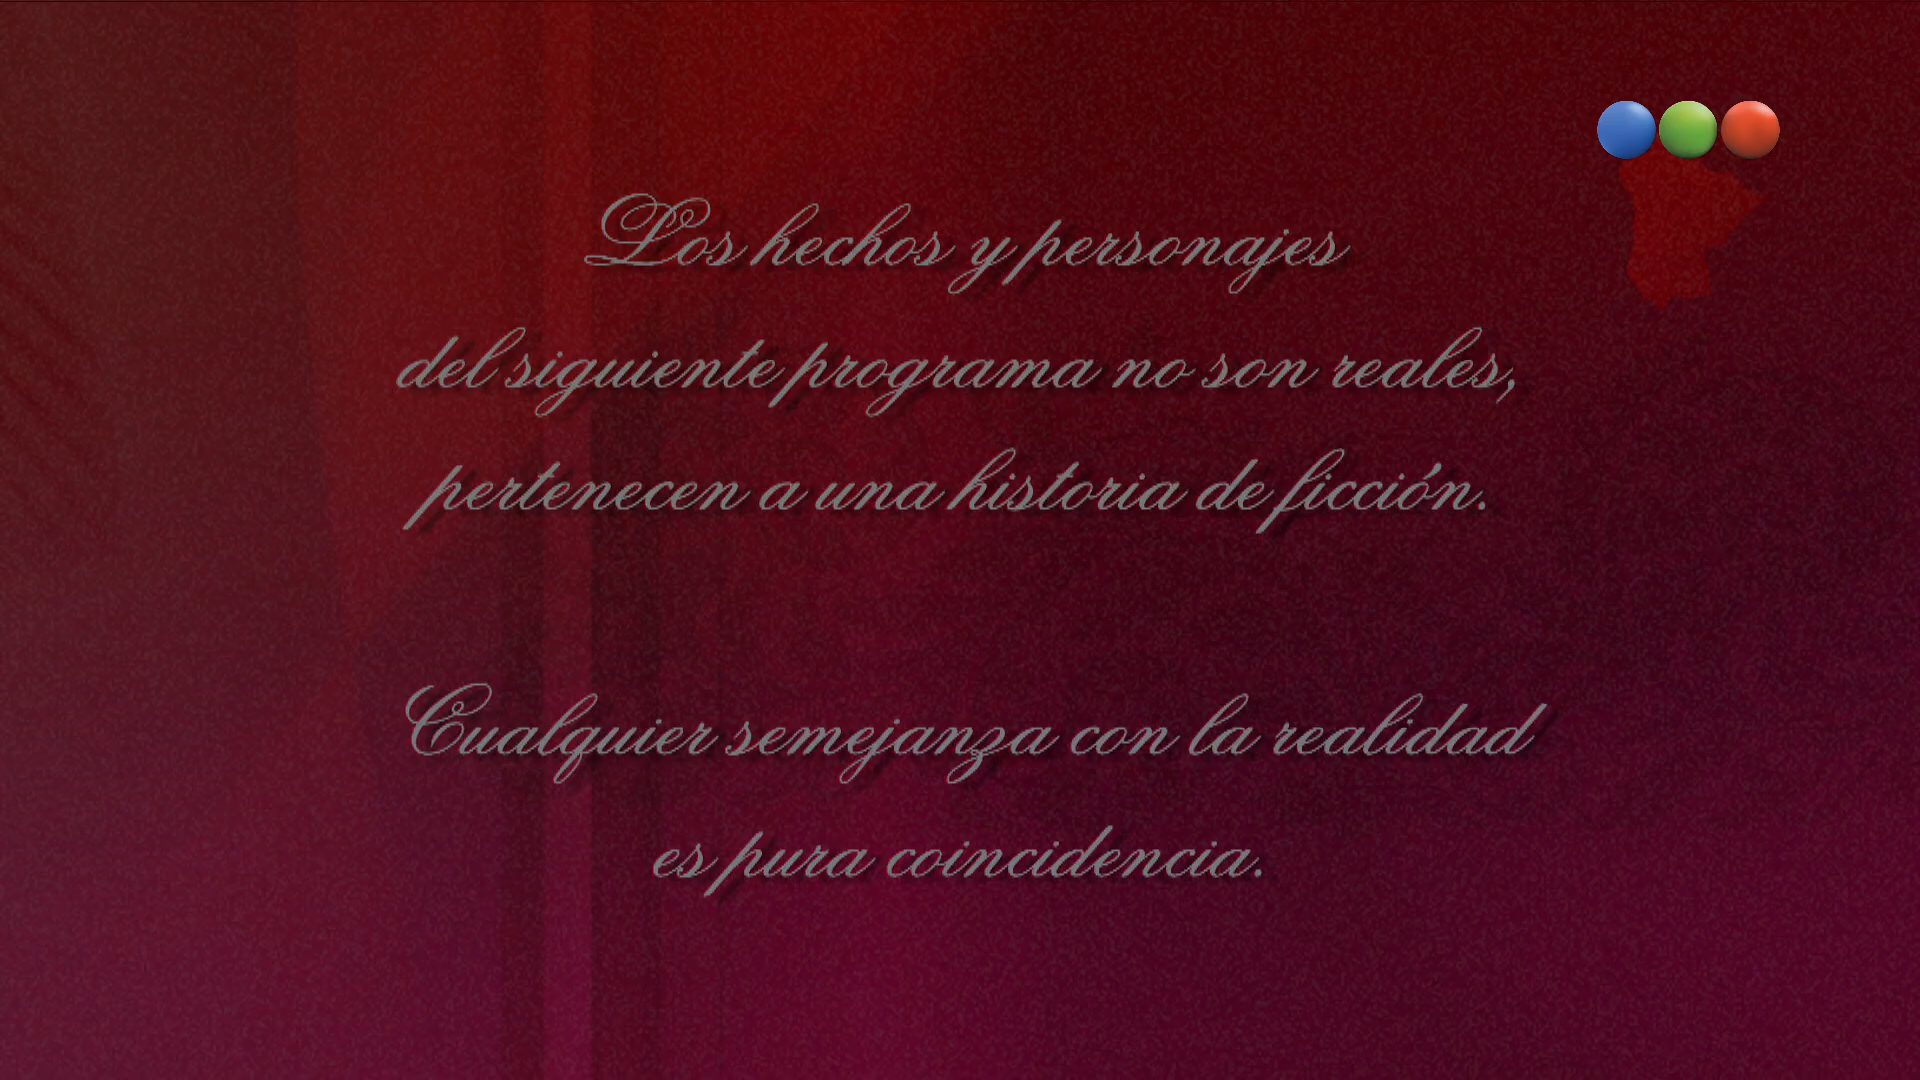 Los hechos y personajes
del siguiente programa no son reales,
pertenecen a una historia de ficción.
Cualquier semejanza con la realidad
es pura coincidencia.